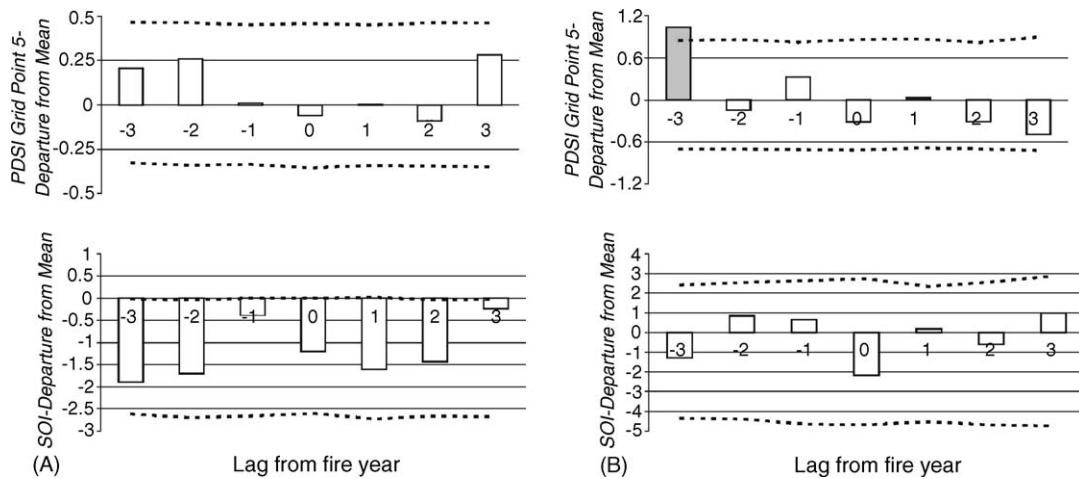 PDSI Grid Point 5-
Departure from Mean
0.5
0.25
0
-0.25
-0.5
-3 -2 -1 0 1 2 3
PDSI Grid Point 5-
Departure from Mean
1.2
0.6
0
-0.6
-1.2
-3 -2 -1 0 1 2 3
SOI-Departure from Mean
1
0.5
0
-0.5
-1
-1.5
-2
-2.5
-3
-3 -2 -1 0 1 2 3
(A) Lag from fire year
SOI-Departure from Mean
4
3
2
1
0
-1
-2
-3
-4
-5
-3 -2 -1 0 1 2 3
(B) Lag from fire year